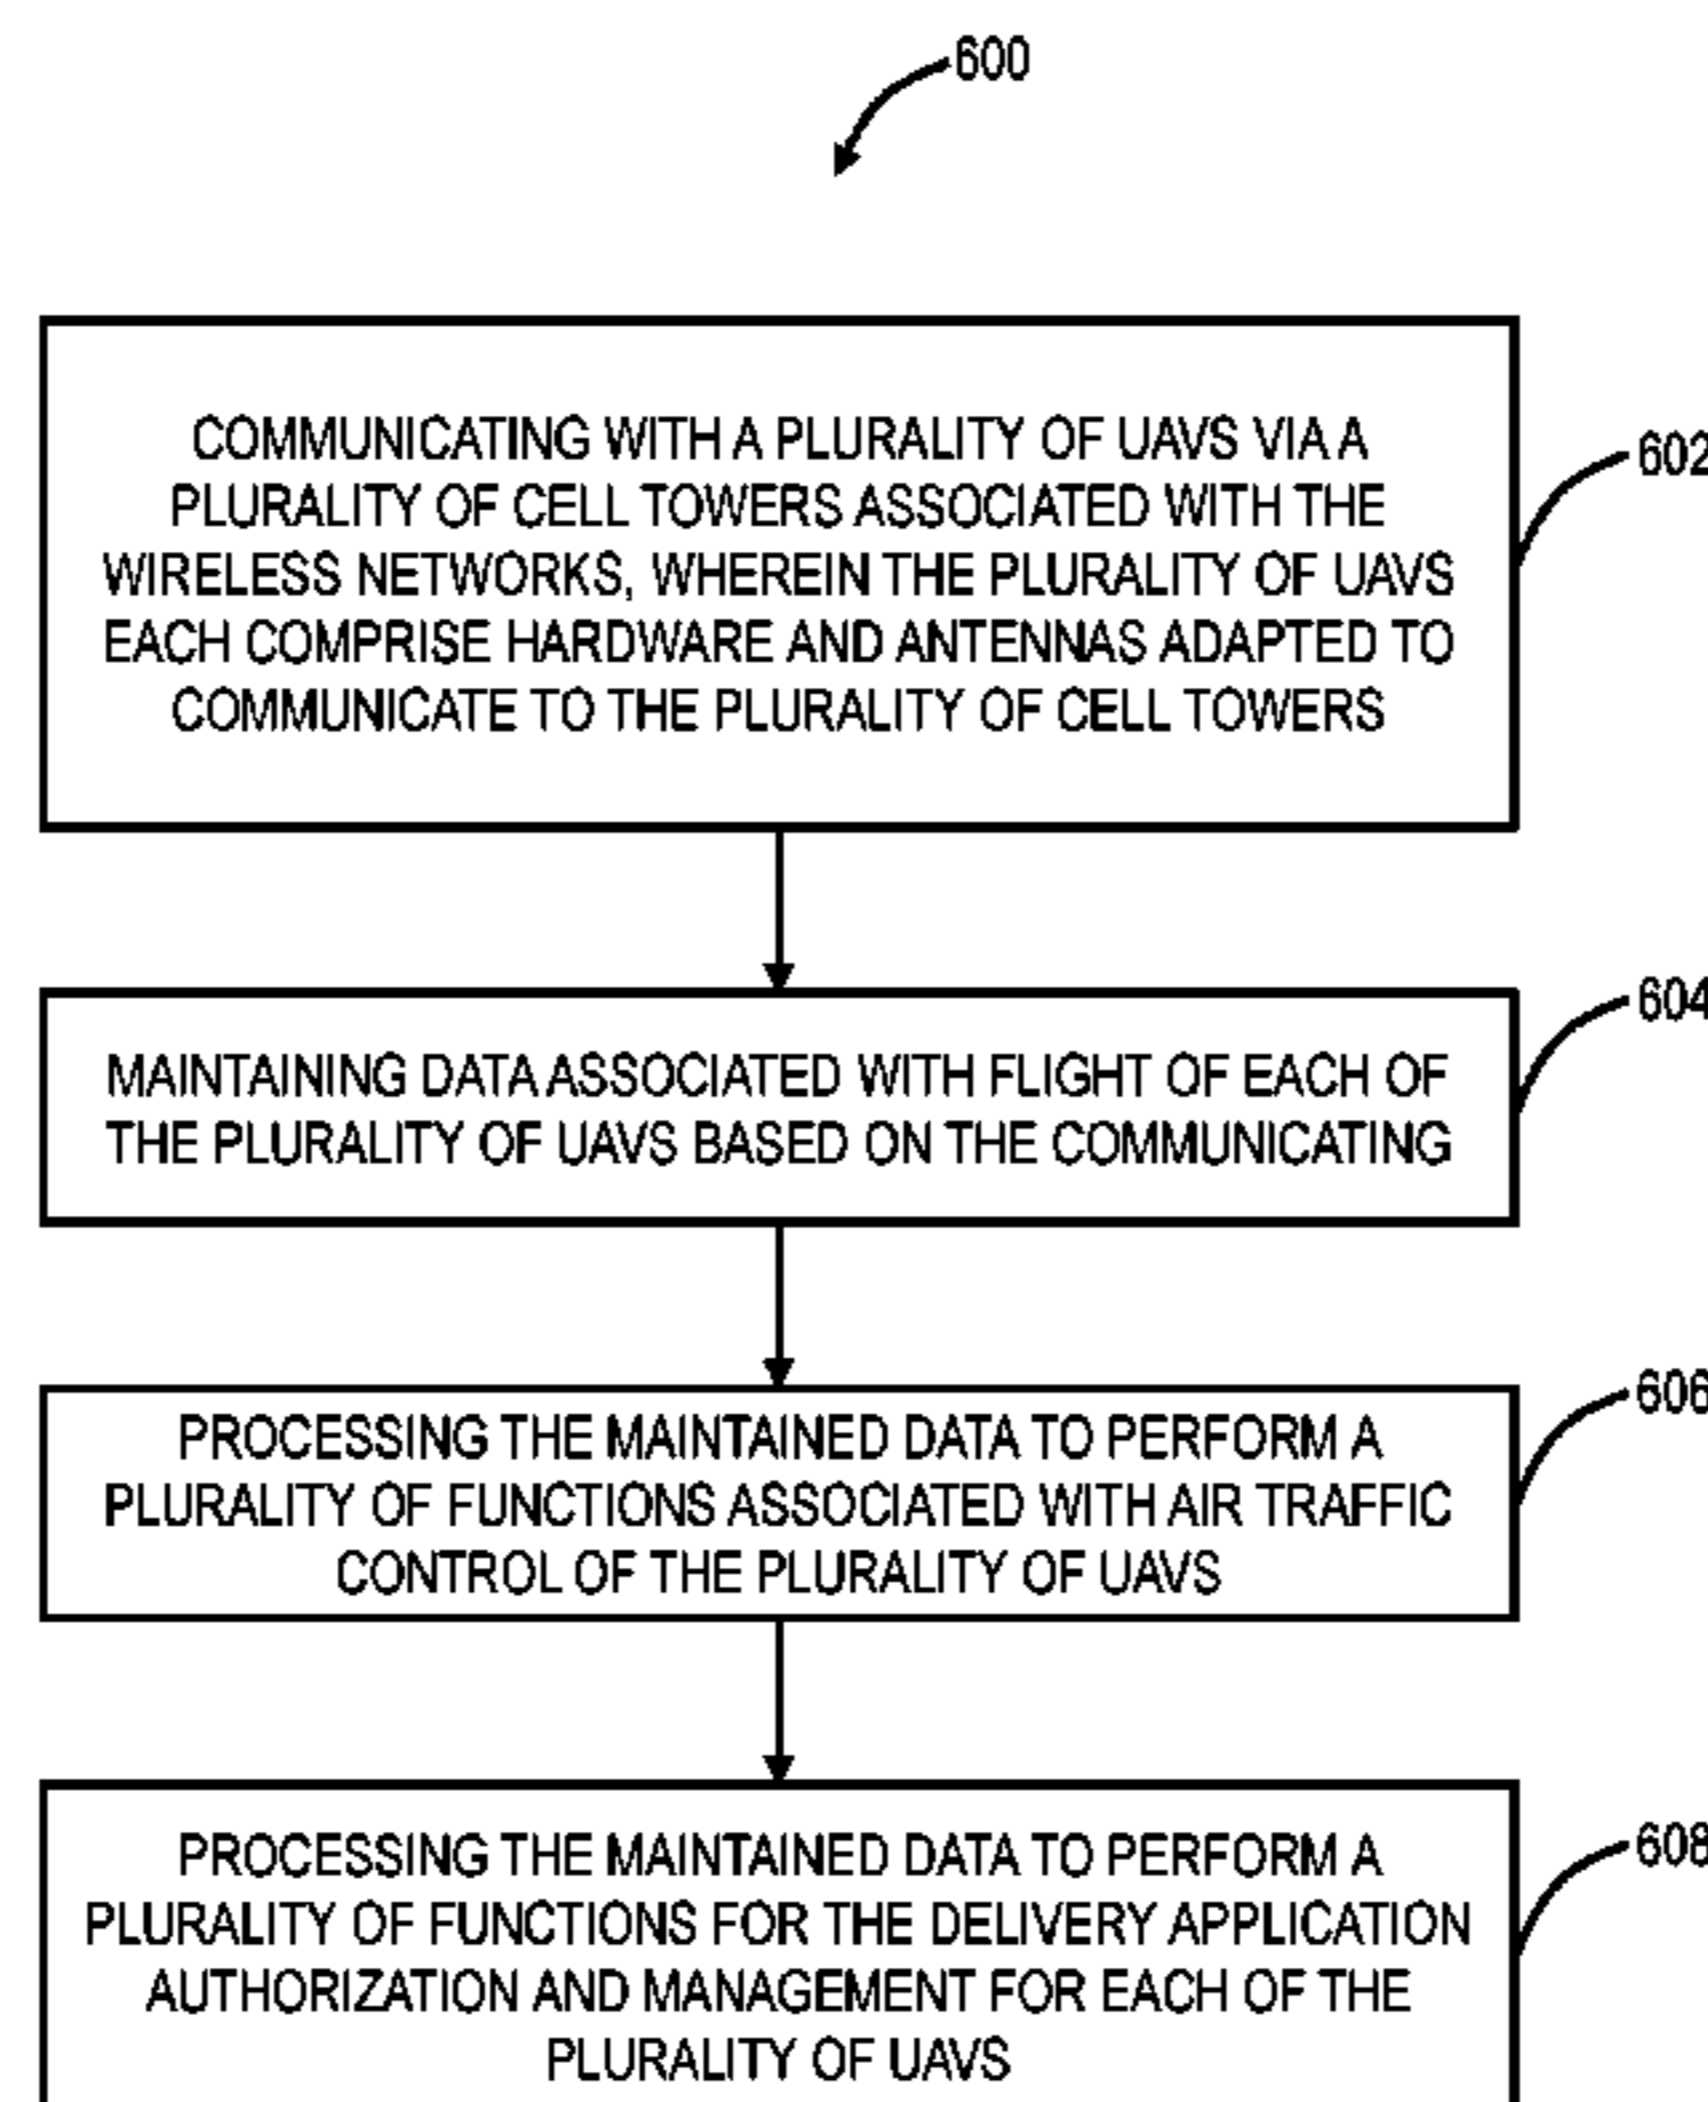 600
COMMUNICATING WITH A PLURALITY OF UAVS VIA A
PLURALITY OF CELL TOWERS ASSOCIATED WITH THE
WIRELESS NETWORKS, WHEREIN THE PLURALITY OF UAVS
EACH COMPRISE HARDWARE AND ANTENNAS ADAPTED TO
COMMUNICATE TO THE PLURALITY OF CELL TOWERS
602
MAINTAINING DATA ASSOCIATED WITH FLIGHT OF EACH OF
THE PLURALITY OF UAVS BASED ON THE COMMUNICATING
604
PROCESSING THE MAINTAINED DATA TO PERFORM A
PLURALITY OF FUNCTIONS ASSOCIATED WITH AIR TRAFFIC
CONTROL OF THE PLURALITY OF UAVS
606
PROCESSING THE MAINTAINED DATA TO PERFORM A
PLURALITY OF FUNCTIONS FOR THE DELIVERY APPLICATION
AUTHORIZATION AND MANAGEMENT FOR EACH OF THE
PLURALITY OF UAVS
608